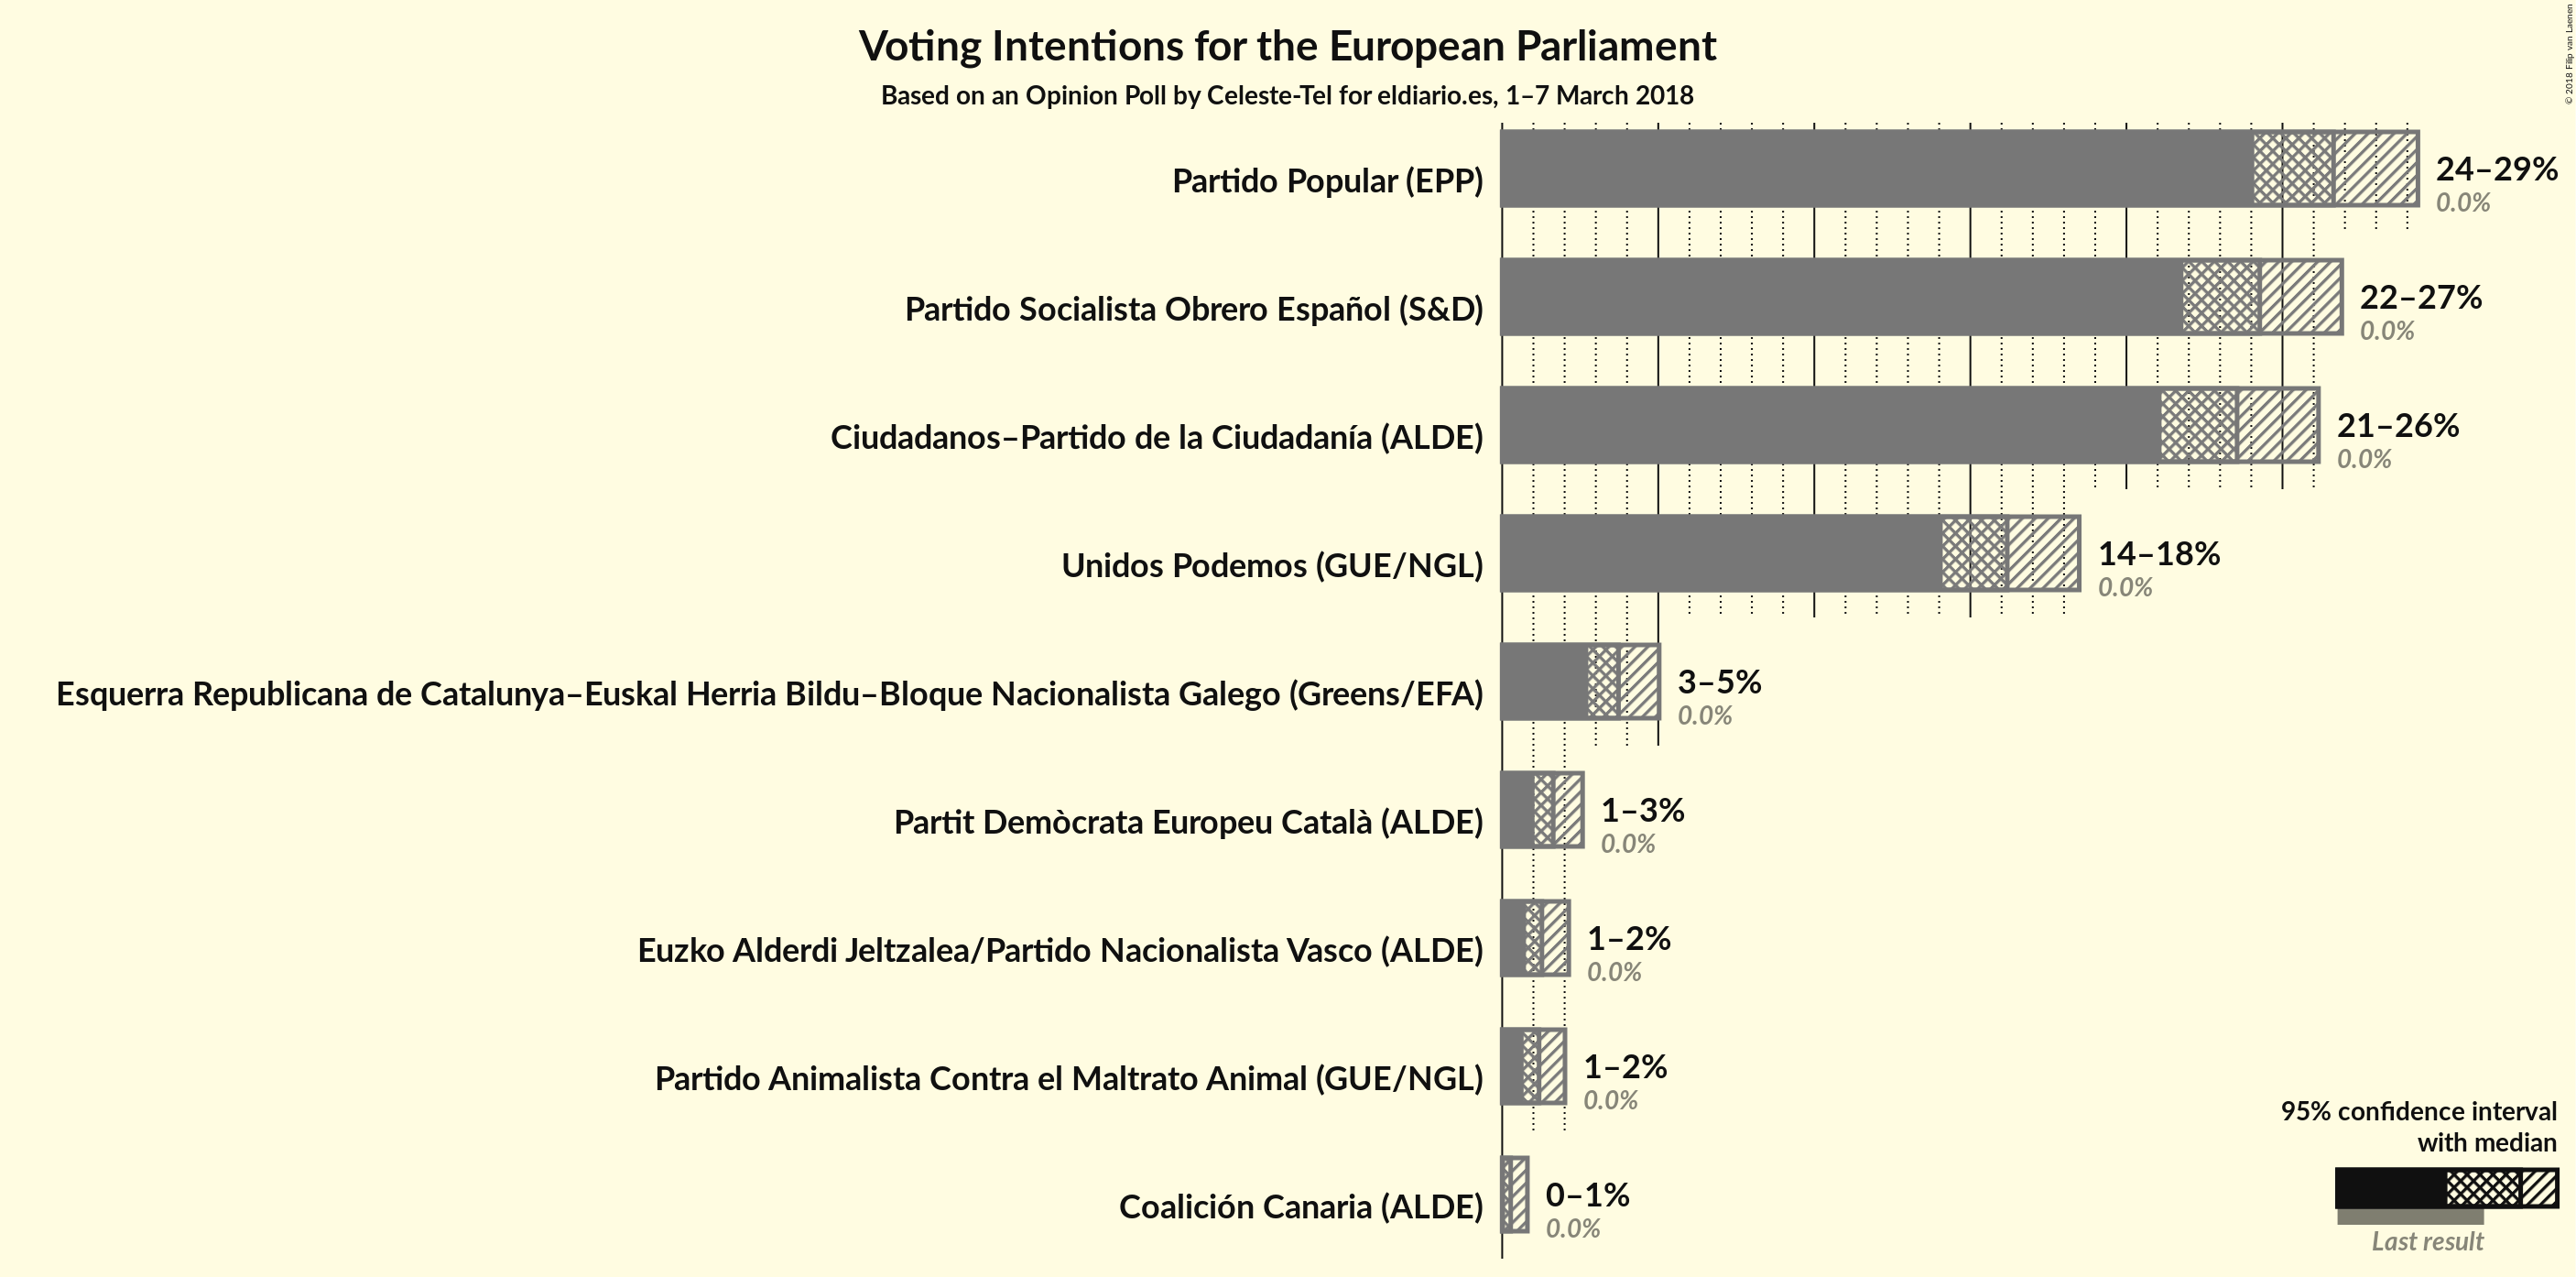 Voting Intentions for the European Parliament
Based on an Opinion Poll by Celeste-Tel for eldiario.es, 1–7 March 2018
© 2018 Filip van Laenen
Partido Popular (EPP)
24–29%
0.0%
Partido Socialista Obrero Español (S&D)
22–27%
0.0%
Ciudadanos–Partido de la Ciudadanía (ALDE)
21–26%
0.0%
Unidos Podemos (GUE/NGL)
14–18%
0.0%
Esquerra Republicana de Catalunya–Euskal Herria Bildu–Bloque Nacionalista Galego (Greens/EFA)
3–5%
0.0%
Partit Demòcrata Europeu Català (ALDE)
1–3%
0.0%
Euzko Alderdi Jeltzalea/Partido Nacionalista Vasco (ALDE)
1–2%
0.0%
Partido Animalista Contra el Maltrato Animal (GUE/NGL)
1–2%
0.0%
Coalición Canaria (ALDE)
0–1%
0.0%
95% confidence interval
with median
Last result